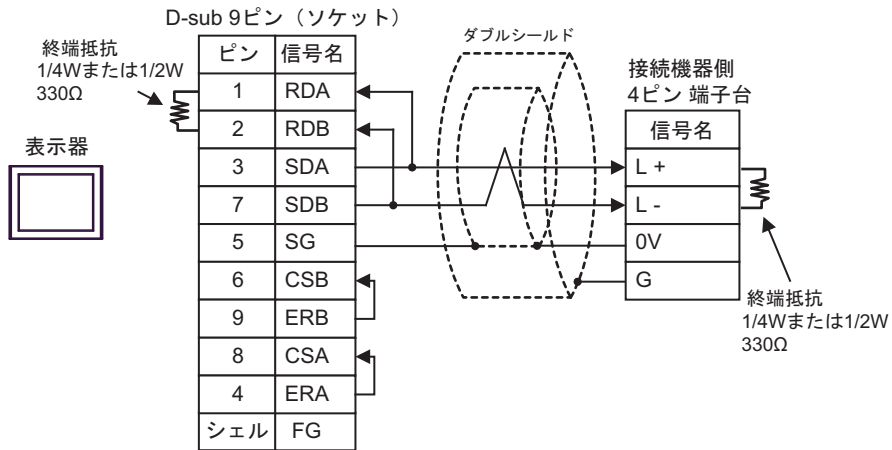 D-sub 9ピン（ソケット）
終端抵抗
1/4Wまたは1/2W
330Ω
表示器
ピン 信号名
1 RDA
2 RDB
3 SDA
7 SDB
5 SG
6 CSB
9 ERB
8 CSA
4 ERA
シェル FG
ダブルシールド
接続機器側
4ピン 端子台
信号名
L +
L -
0V
G
終端抵抗
1/4Wまたは1/2W
330Ω